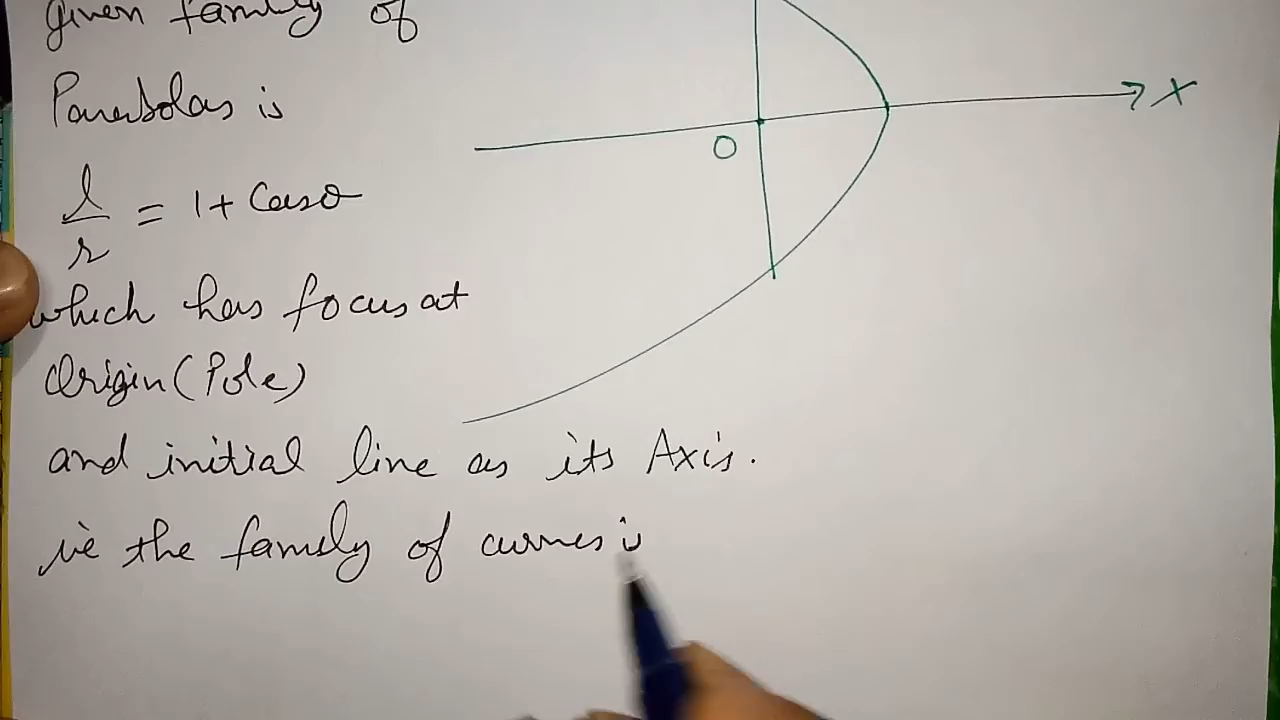 given family of
Parabolas is
l/r = 1 + Cosθ
which has focus at
Origin (Pole)
and initial line as its Axis.
ie the family of curves is
O
X